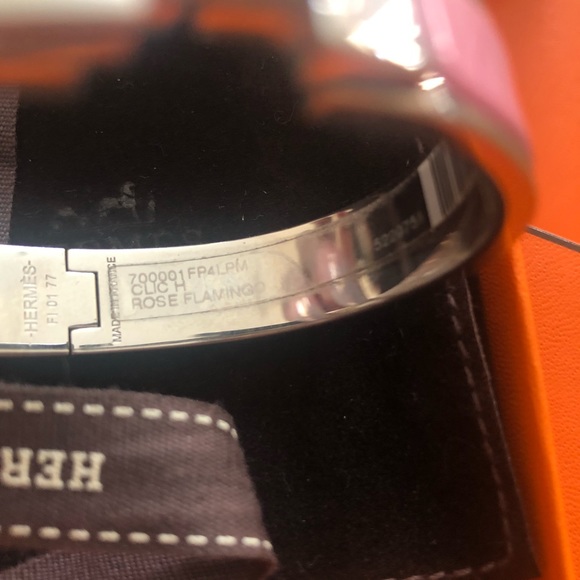 -HERMÈS-
FI 01 77
MADE IN FRANCE
700001FP4LPM
CLIC H
ROSE FLAMINGO
HER